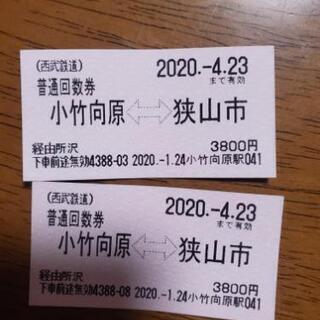 (西武鉄道)
2020.-4.23
普通回数券
まで有効
小竹向原⇔狭山市
経由所沢
3800円
下車前途無効4388-03 2020.-1.24小竹向原駅041
(西武鉄道)
2020.-4.23
普通回数券
まで有効
小竹向原⇔狭山市
経由所沢
3800円
下車前途無効4388-08 2020.-1.24小竹向原駅041